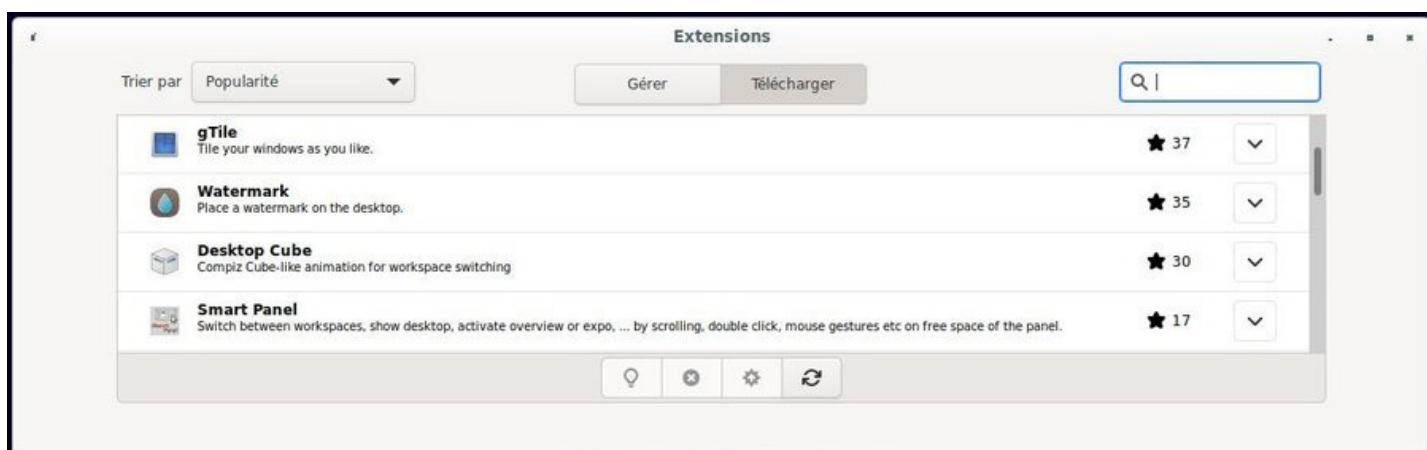 Extensions
Trier par Popularité Gérer Télécharger
gTile
Tile your windows as you like.
37
Watermark
Place a watermark on the desktop.
35
Desktop Cube
Compiz Cube-like animation for workspace switching
30
Smart Panel
Switch between workspaces, show desktop, activate overview or expo, ... by scrolling, double click, mouse gestures etc on free space of the panel.
17